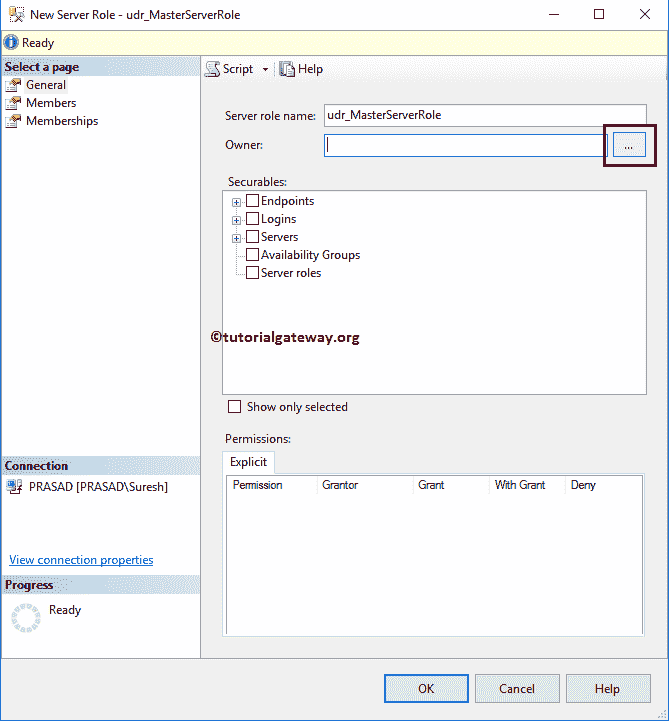 New Server Role - udr_MasterServerRole
Ready
Select a page
General
Members
Memberships
Script Help
Server role name: udr_MasterServerRole
Owner: ...
Securables:
Endpoints
Logins
Servers
Availability Groups
Server roles
©tutorialgateway.org
Show only selected
Permissions:
Explicit
Permission Grantor Grant With Grant Deny
Connection
PRASAD [PRASAD\Suresh]
View connection properties
Progress
Ready
OK Cancel Help